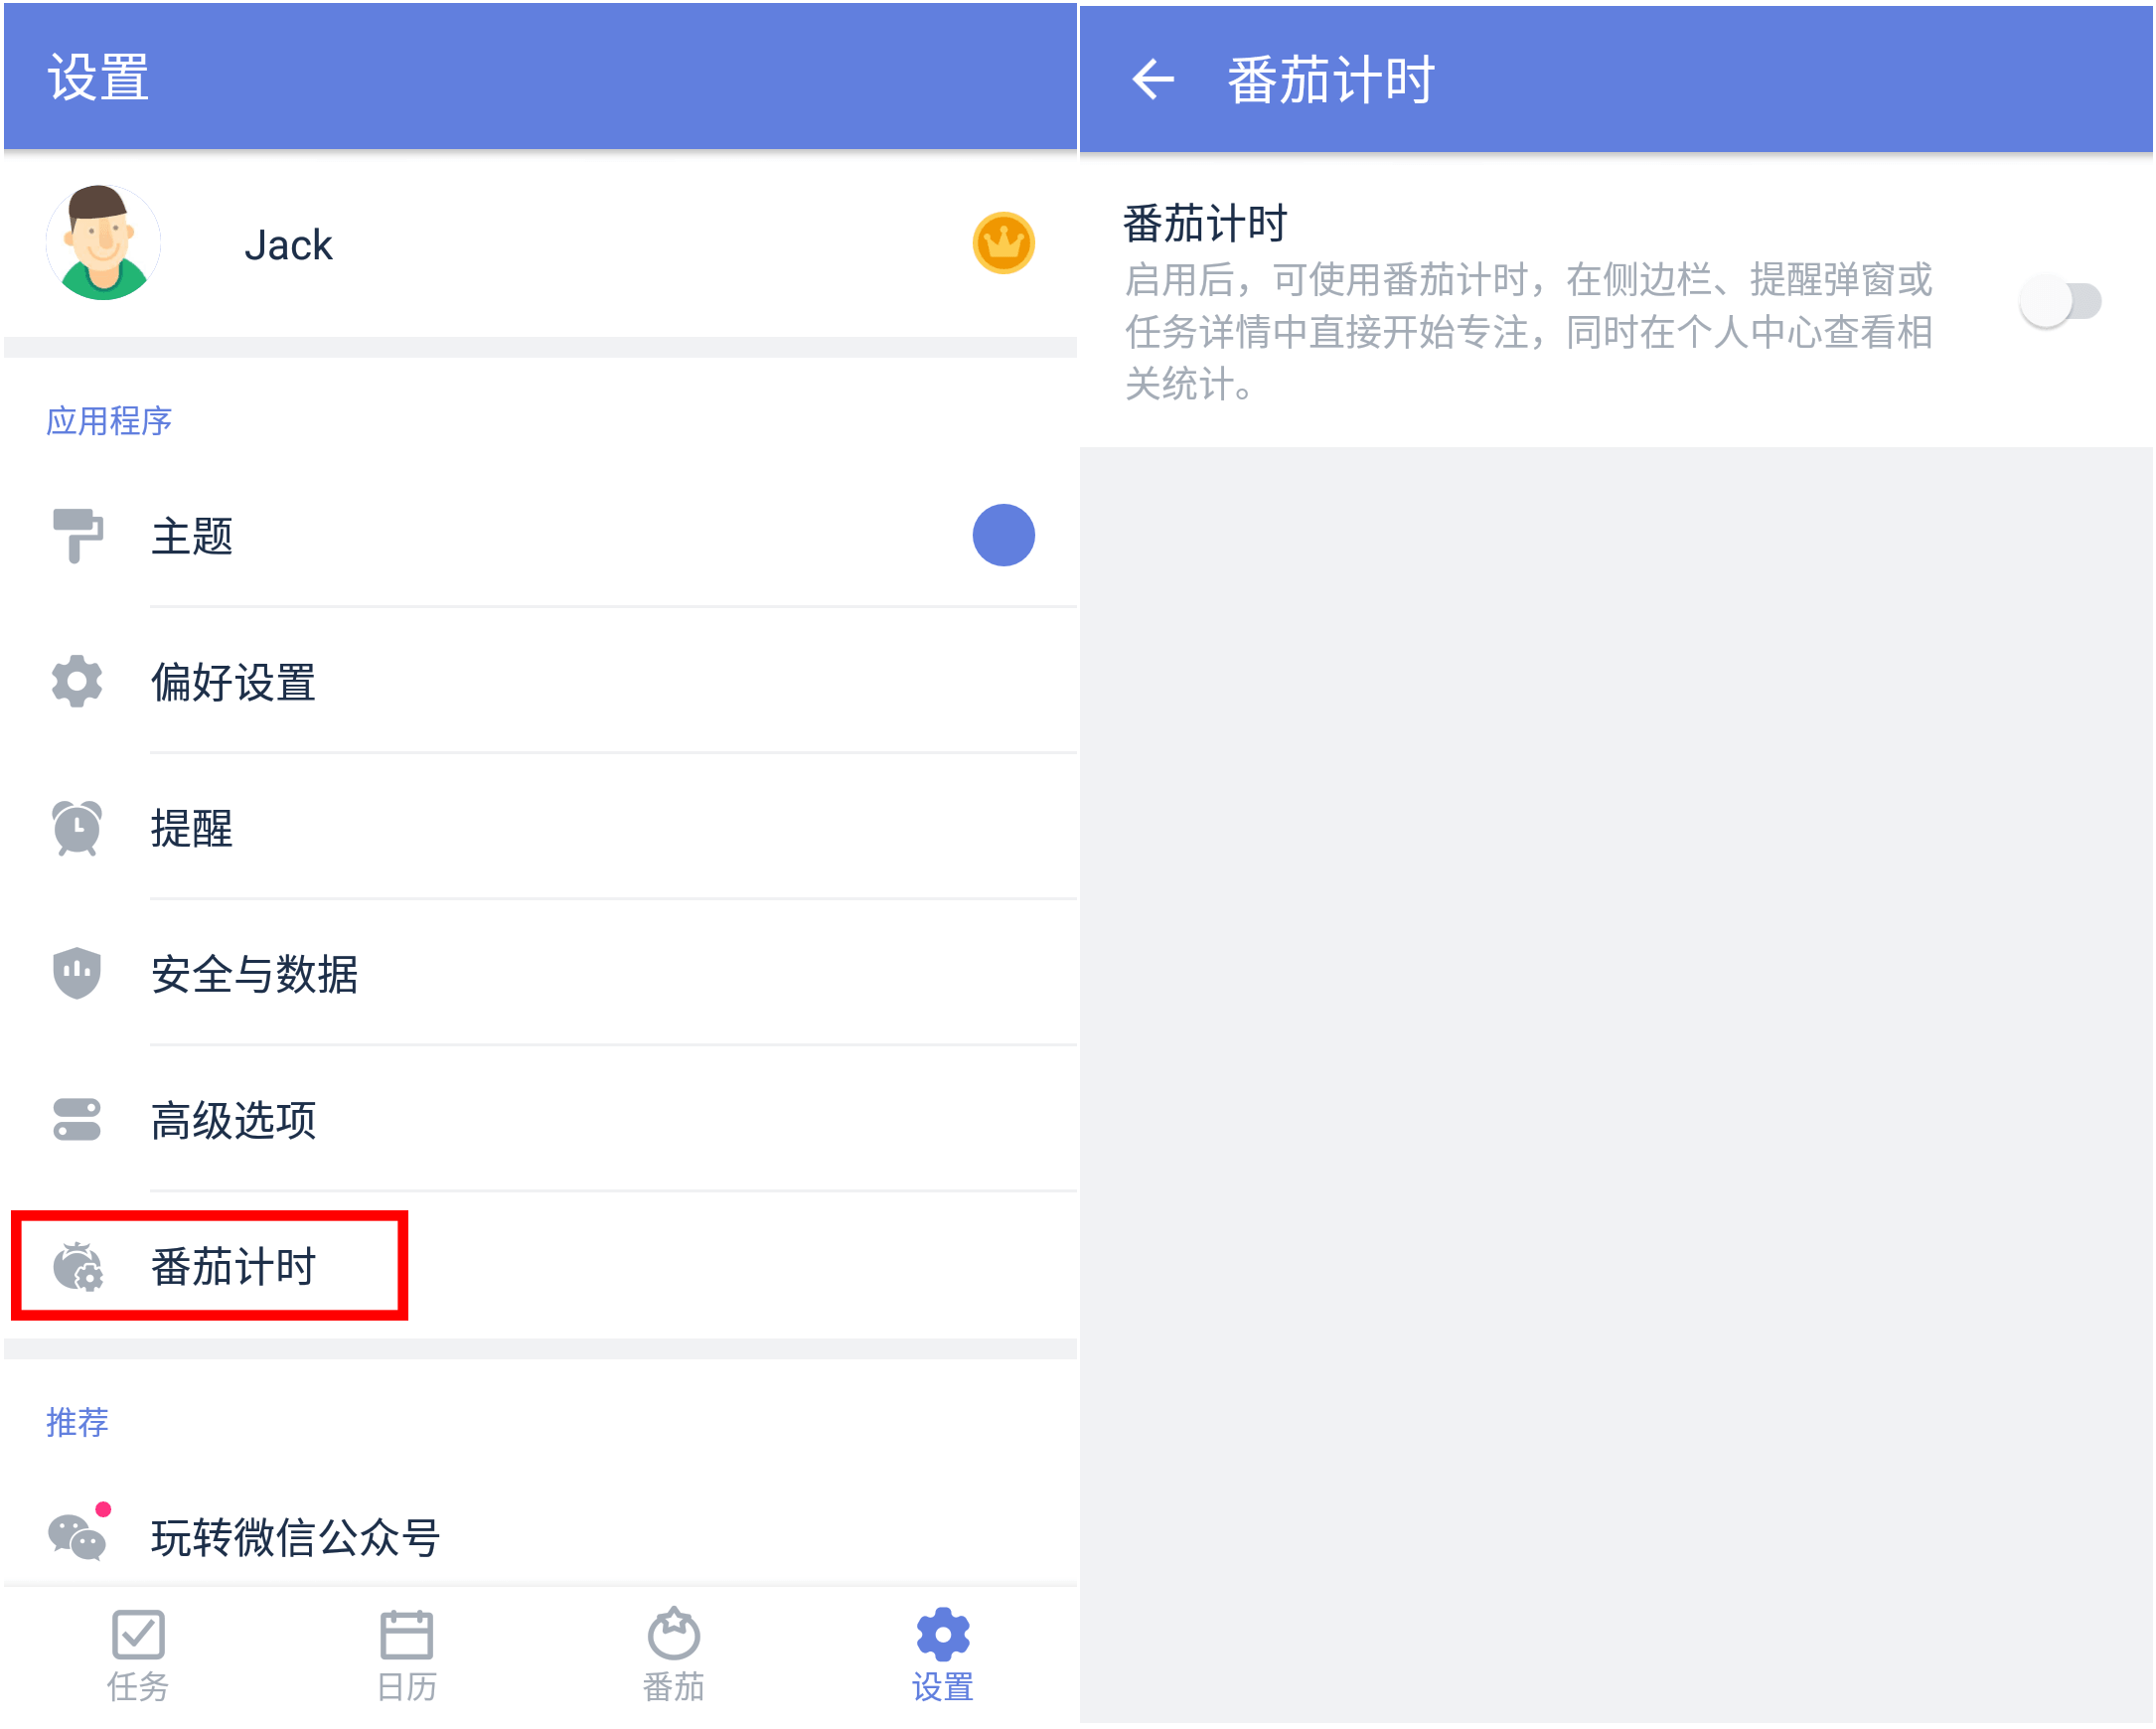 设置
Jack
应用程序
主题
偏好设置
提醒
安全与数据
高级选项
番茄计时
推荐
玩转微信公众号
任务
日历
番茄
设置
番茄计时
番茄计时
启用后，可使用番茄计时，在侧边栏、提醒弹窗或
任务详情中直接开始专注，同时在个人中心查看相
关统计。